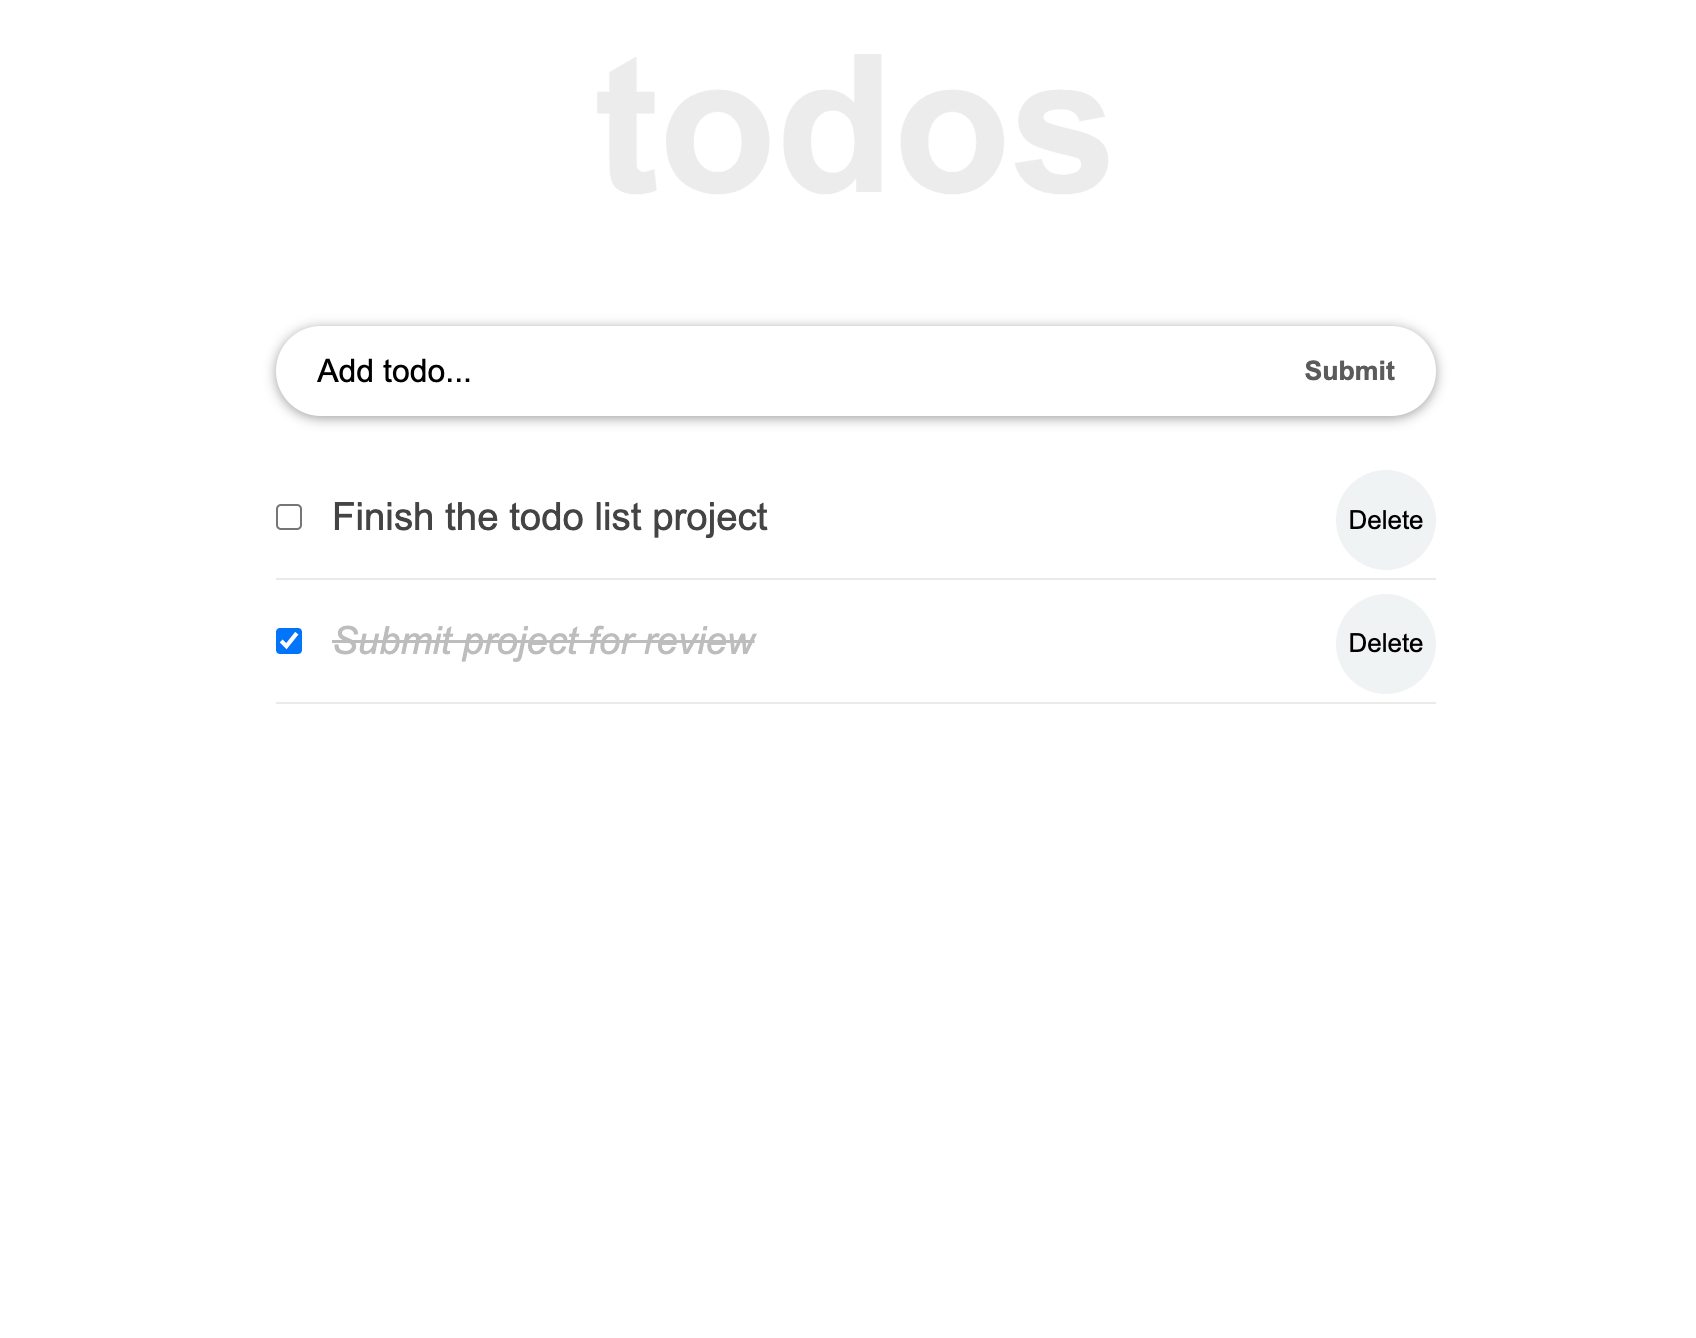 todos
Add todo... Submit
Finish the todo list project Delete
Submit project for review Delete